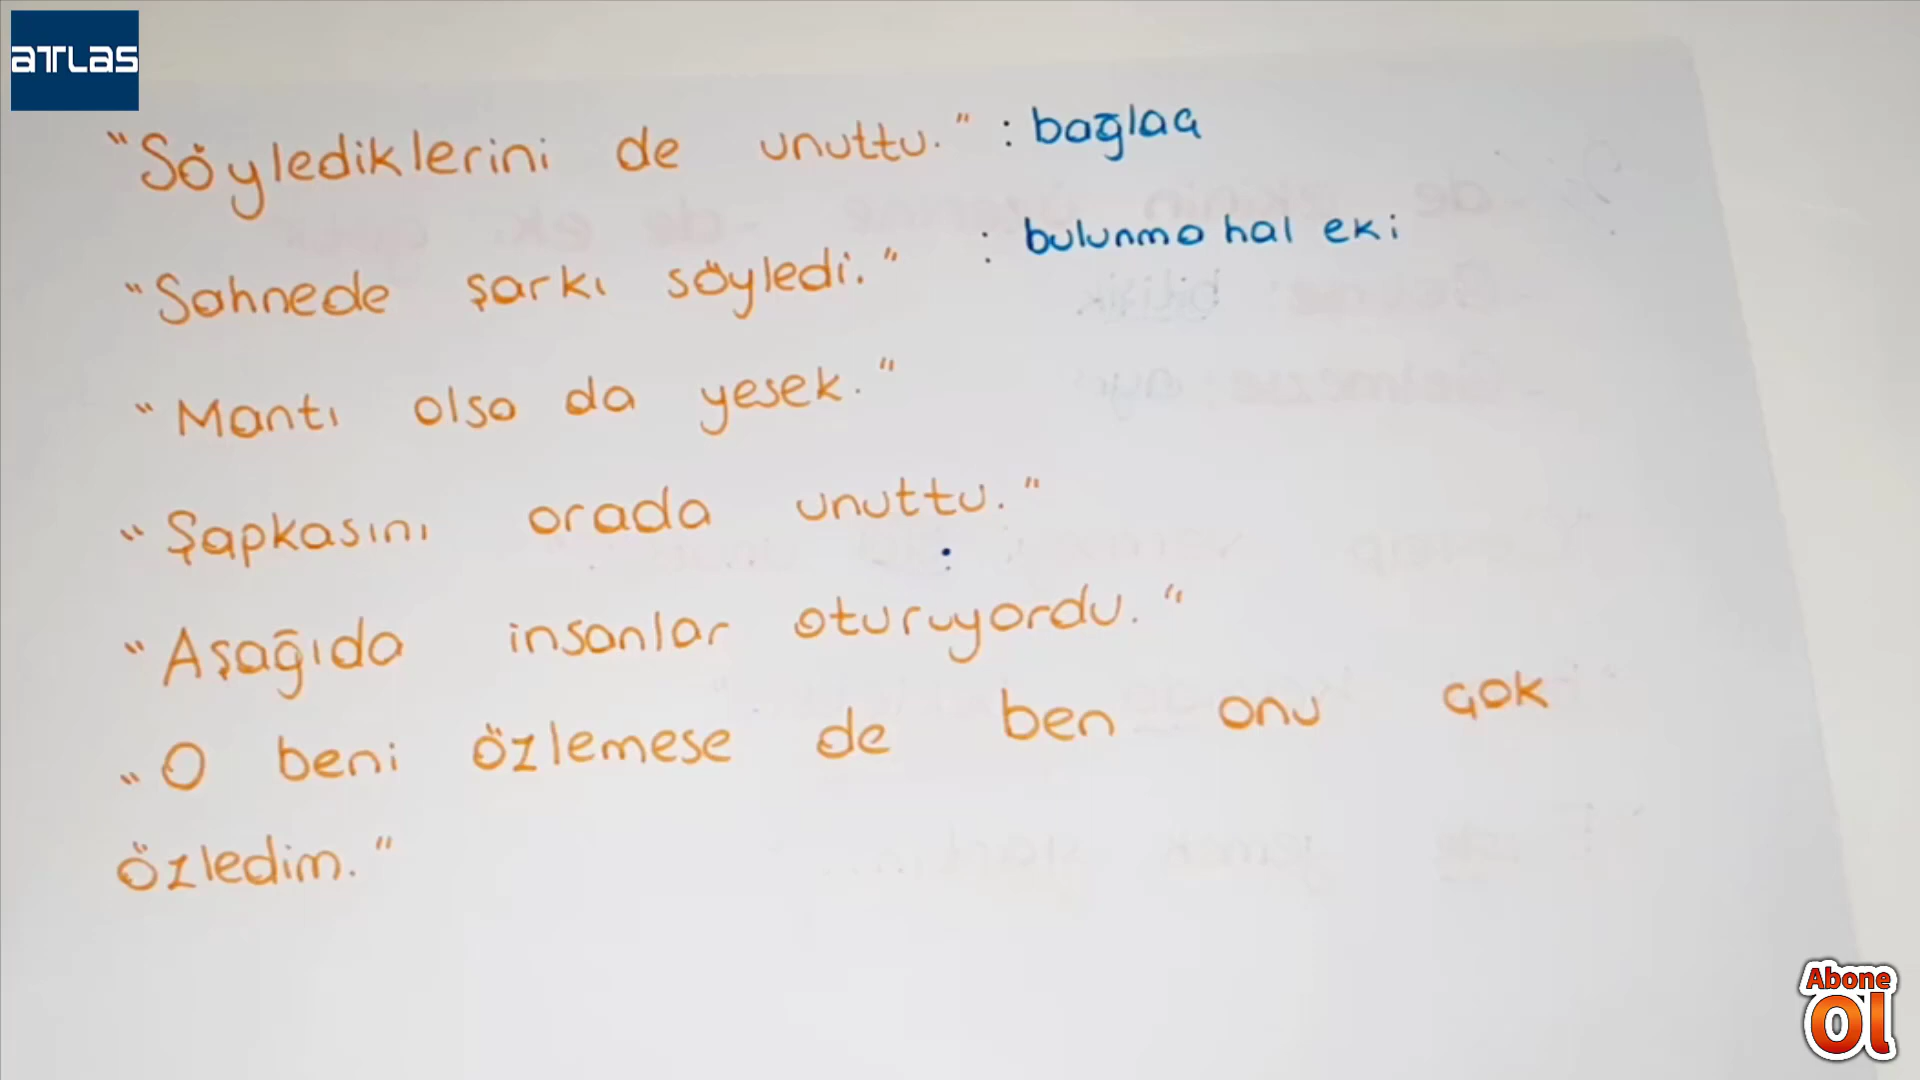 aTLaS
"Söylediklerini de unuttu." : bağlaç
"Sahnede şarkı söyledi." : bulunma hal eki
"Mantı olsa da yesek."
"Şapkasını orada unuttu."
"Aşağıda insanlar oturuyordu."
"O beni özlemese de ben onu çok
özledim."
Abone
Ol